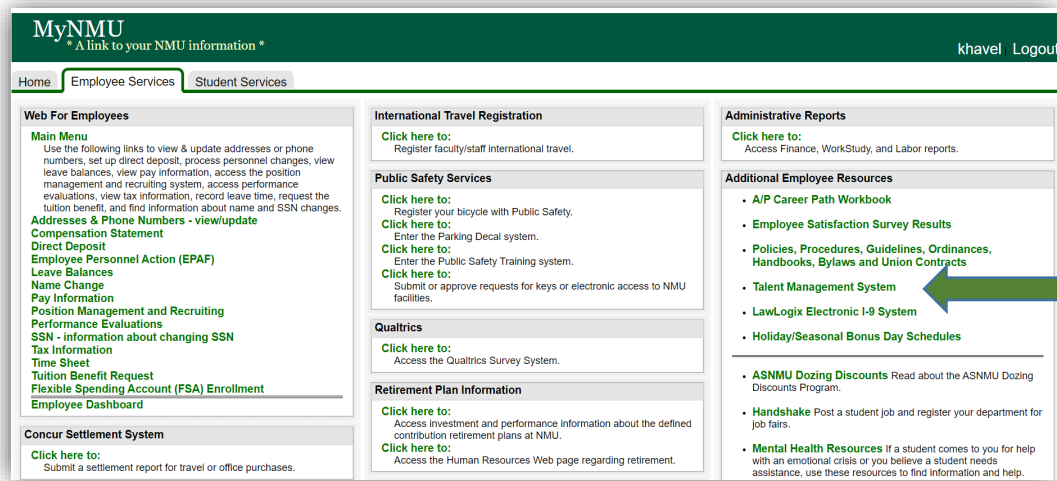 MyNMU
* A link to your NMU information *
khavel Logout
Home Employee Services Student Services
Web For Employees
Main Menu
Use the following links to view & update addresses or phone
numbers, set up direct deposit, process personnel changes, view
leave balances, view pay information, access the position
management and recruiting system, access performance
evaluations, view tax information, record leave time, request the
tuition benefit, and find information about name and SSN changes.
Addresses & Phone Numbers - view/update
Compensation Statement
Direct Deposit
Employee Personnel Action (EPAF)
Leave Balances
Name Change
Pay Information
Position Management and Recruiting
Performance Evaluations
SSN - information about changing SSN
Tax Information
Time Sheet
Tuition Benefit Request
Flexible Spending Account (FSA) Enrollment
Employee Dashboard
Concur Settlement System
Click here to:
Submit a settlement report for travel or office purchases.
International Travel Registration
Click here to:
Register faculty/staff international travel.
Public Safety Services
Click here to:
Register your bicycle with Public Safety.
Click here to:
Enter the Parking Decal system.
Click here to:
Enter the Public Safety Training system.
Click here to:
Submit or approve requests for keys or electronic access to NMU
facilities.
Qualtrics
Click here to:
Access the Qualtrics Survey System.
Retirement Plan Information
Click here to:
Access investment and performance information about the defined
contribution retirement plans at NMU.
Click here to:
Access the Human Resources Web page regarding retirement.
Administrative Reports
Click here to:
Access Finance, WorkStudy, and Labor reports.
Additional Employee Resources
• A/P Career Path Workbook
• Employee Satisfaction Survey Results
• Policies, Procedures, Guidelines, Ordinances,
Handbooks, Bylaws and Union Contracts
• Talent Management System
• LawLogix Electronic I-9 System
• Holiday/Seasonal Bonus Day Schedules
• ASNMU Dozing Discounts Read about the ASNMU Dozing
Discounts Program.
• Handshake Post a student job and register your department for
job fairs.
• Mental Health Resources If a student comes to you for help
with an emotional crisis or you believe a student needs
assistance, use these resources to find information and help.